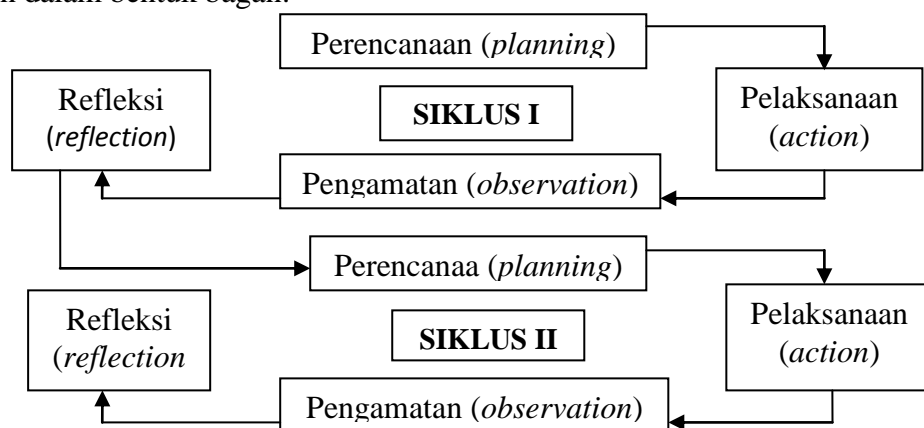 dalam bentuk bagan.
Perencanaan (planning)
Refleksi
(reflection)
SIKLUS I
Pelaksanaan
(action)
Pengamatan (observation)
Perencanaa (planning)
Refleksi
(reflection
SIKLUS II
Pelaksanaan
(action)
Pengamatan (observation)